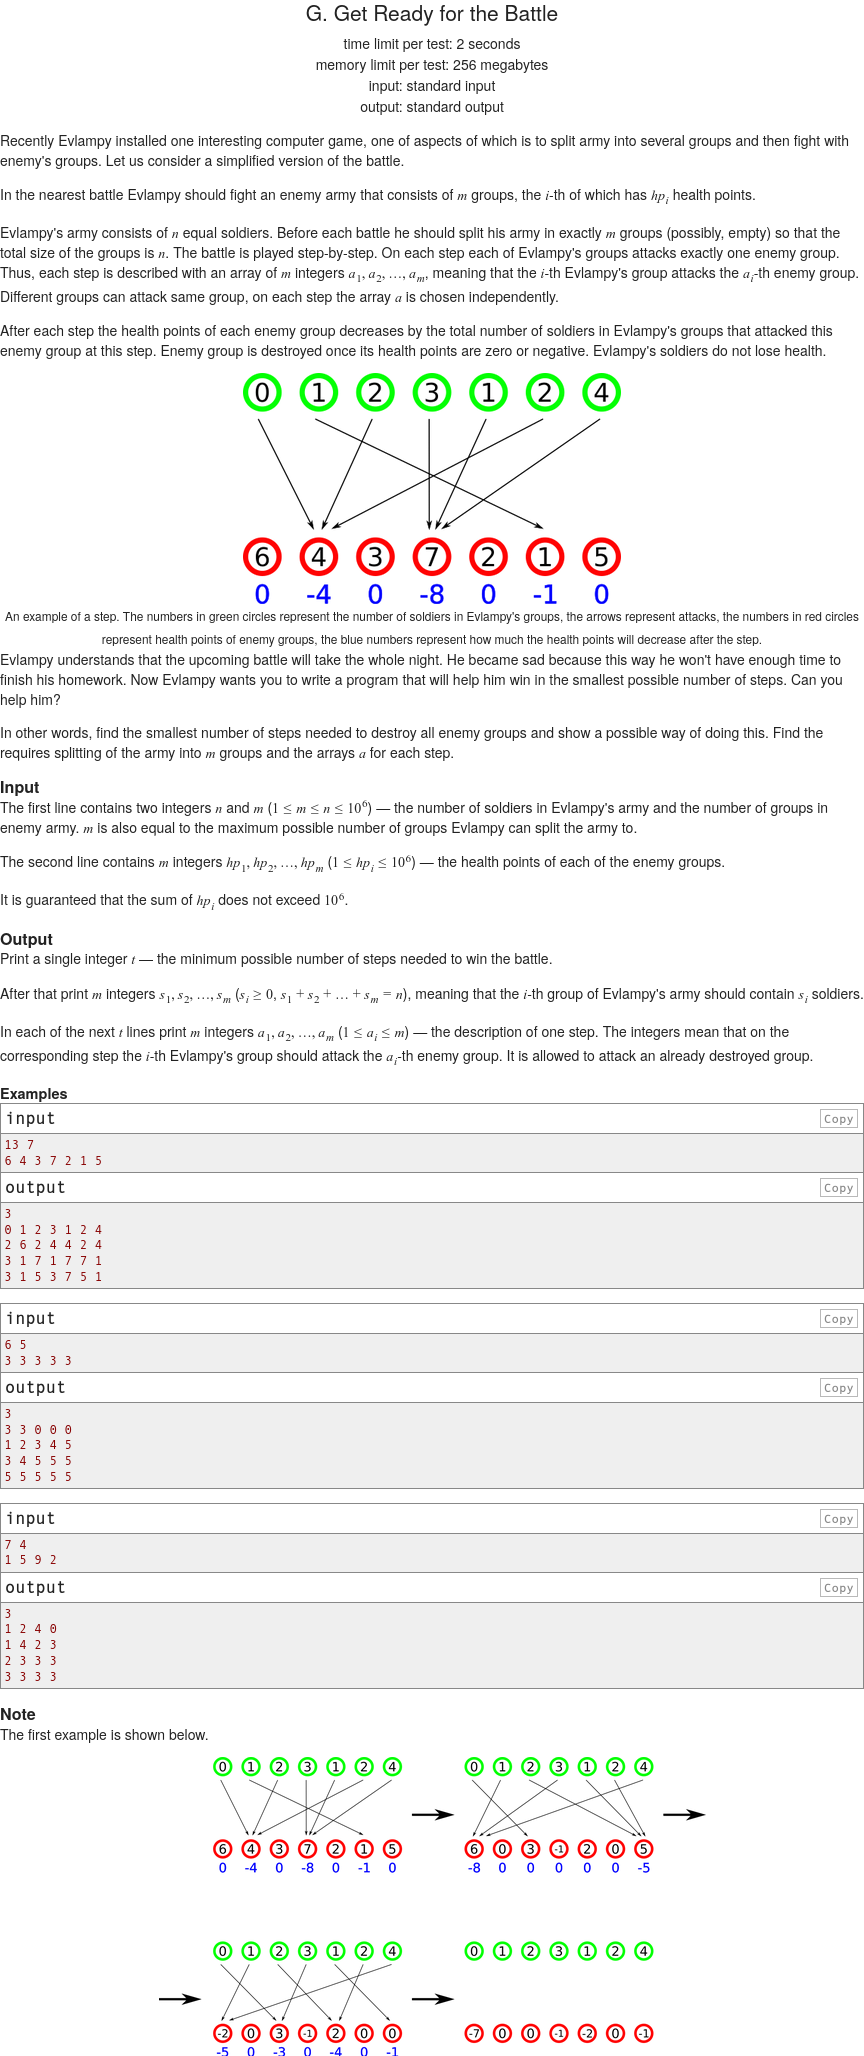 G. Get Ready for the Battle
time limit per test: 2 seconds
memory limit per test: 256 megabytes
input: standard input
output: standard output
Recently Evlampy installed one interesting computer game, one of aspects of which is to split army into several groups and then fight with
enemy's groups. Let us consider a simplified version of the battle.
In the nearest battle Evlampy should fight an enemy army that consists of m groups, the i-th of which has hp_i health points.
Evlampy's army consists of n equal soldiers. Before each battle he should split his army in exactly m groups (possibly, empty) so that the
total size of the groups is n. The battle is played step-by-step. On each step each of Evlampy's groups attacks exactly one enemy group.
Thus, each step is described with an array of m integers a_1, a_2, ..., a_m, meaning that the i-th Evlampy's group attacks the a_i-th enemy group.
Different groups can attack same group, on each step the array a is chosen independently.
After each step the health points of each enemy group decreases by the total number of soldiers in Evlampy's groups that attacked this
enemy group at this step. Enemy group is destroyed once its health points are zero or negative. Evlampy's soldiers do not lose health.
0 1 2 3 1 2 4
6 4 3 7 2 1 5
0 -4 0 -8 0 -1 0
An example of a step. The numbers in green circles represent the number of soldiers in Evlampy's groups, the arrows represent attacks, the numbers in red circles
represent health points of enemy groups, the blue numbers represent how much the health points will decrease after the step.
Evlampy understands that the upcoming battle will take the whole night. He became sad because this way he won't have enough time to
finish his homework. Now Evlampy wants you to write a program that will help him win in the smallest possible number of steps. Can you
help him?
In other words, find the smallest number of steps needed to destroy all enemy groups and show a possible way of doing this. Find the
requires splitting of the army into m groups and the arrays a for each step.
Input
The first line contains two integers n and m (1 ≤ m ≤ n ≤ 10^6) — the number of soldiers in Evlampy's army and the number of groups in
enemy army. m is also equal to the maximum possible number of groups Evlampy can split the army to.
The second line contains m integers hp_1, hp_2, ..., hp_m (1 ≤ hp_i ≤ 10^6) — the health points of each of the enemy groups.
It is guaranteed that the sum of hp_i does not exceed 10^6.
Output
Print a single integer t — the minimum possible number of steps needed to win the battle.
After that print m integers s_1, s_2, ..., s_m (s_i ≥ 0, s_1 + s_2 + ... + s_m = n), meaning that the i-th group of Evlampy's army should contain s_i soldiers.
In each of the next t lines print m integers a_1, a_2, ..., a_m (1 ≤ a_i ≤ m) — the description of one step. The integers mean that on the
corresponding step the i-th Evlampy's group should attack the a_i-th enemy group. It is allowed to attack an already destroyed group.
Examples
input Copy
13 7
6 4 3 7 2 1 5
output Copy
3
0 1 2 3 1 2 4
2 6 2 4 4 2 4
3 1 7 1 7 7 1
3 1 5 3 7 5 1
input Copy
6 5
3 3 3 3 3
output Copy
3
3 3 0 0 0
1 2 3 4 5
3 4 5 5 5
5 5 5 5 5
input Copy
7 4
1 5 9 2
output Copy
3
1 2 4 0
1 4 2 3
2 3 3 3
3 3 3 3
Note
The first example is shown below.
0 1 2 3 1 2 4 0 1 2 3 1 2 4
6 4 3 7 2 1 5 6 0 3 -1 2 0 5
0 -4 0 -8 0 -1 0 -8 0 0 0 0 0 -5
0 1 2 3 1 2 4 0 1 2 3 1 2 4
-2 0 3 -1 2 0 0 -7 0 0 -1 -2 0 -1
-5 0 -3 0 -4 0 -1